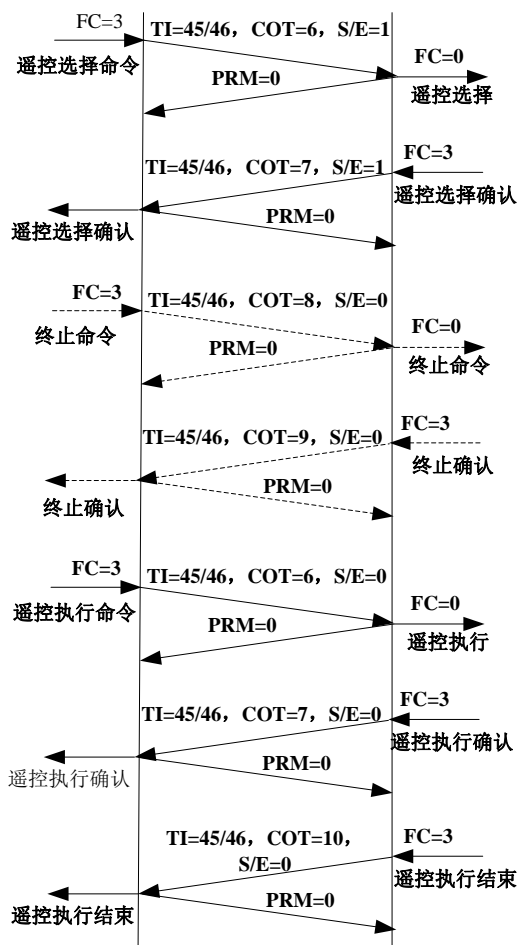 FC=3
TI=45/46，COT=6，S/E=1
遥控选择命令
FC=0
PRM=0
遥控选择
FC=3
TI=45/46，COT=7，S/E=1
遥控选择确认
遥控选择确认
PRM=0
FC=3
TI=45/46，COT=8，S/E=0
终止命令
FC=0
PRM=0
终止命令
FC=3
TI=45/46，COT=9，S/E=0
终止确认
终止确认
PRM=0
FC=3
TI=45/46，COT=6，S/E=0
遥控执行命令
FC=0
PRM=0
遥控执行
FC=3
TI=45/46，COT=7，S/E=0
遥控执行确认
遥控执行确认
PRM=0
TI=45/46，COT=10，
S/E=0
FC=3
遥控执行结束
遥控执行结束
PRM=0